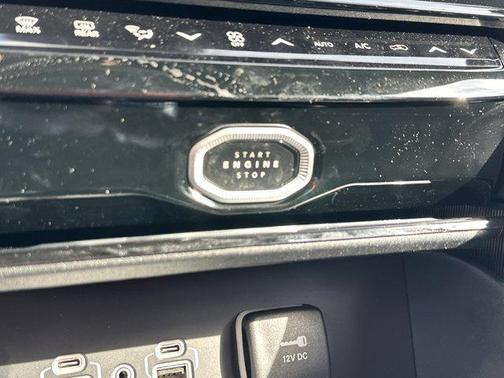 MAX
REAR
OFF
AUTO
A/C
START
ENGINE
STOP
12V DC